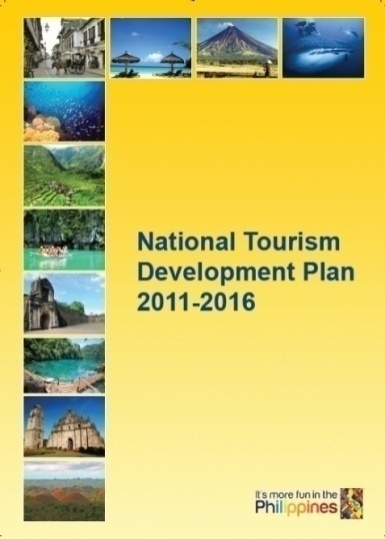 National Tourism
Development Plan
2011-2016
It's more fun in the
Philippines